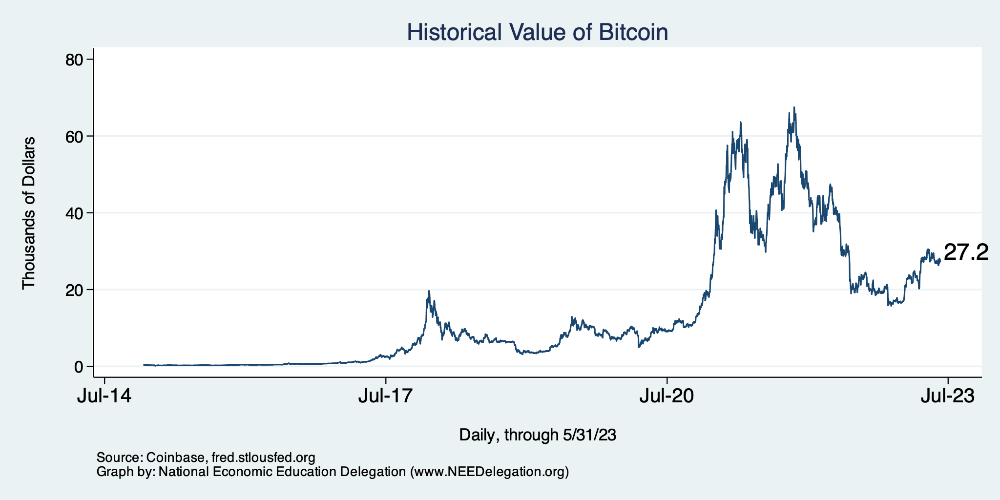 Historical Value of Bitcoin
80
60
40
20
0
Thousands of Dollars
27.2
Jul-14 Jul-17 Jul-20 Jul-23
Daily, through 5/31/23
Source: Coinbase, fred.stlousfed.org
Graph by: National Economic Education Delegation (www.NEEDelegation.org)